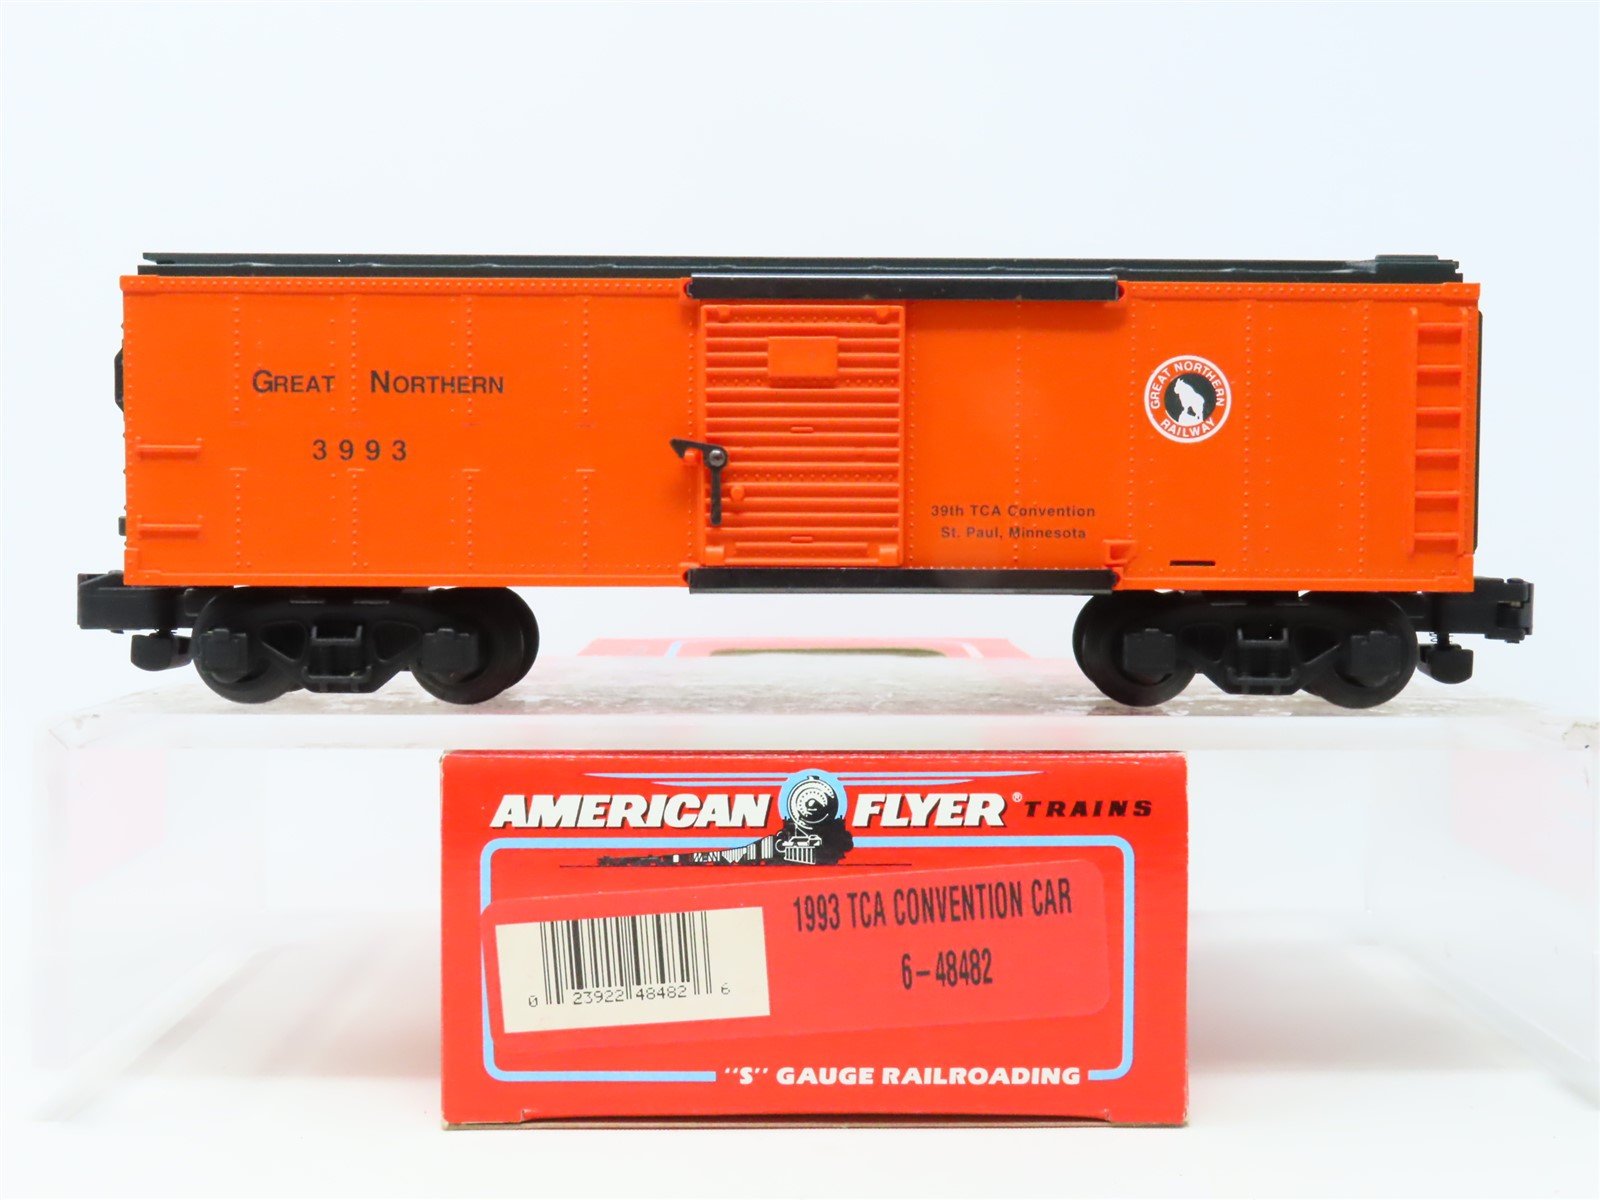 GREAT NORTHERN
3993
GREAT NORTHERN
RAILWAY
39th TCA Convention
St. Paul, Minnesota
AMERICAN FLYER® TRAINS
1993 TCA CONVENTION CAR
6-48482
0 23922 48482 6
"S" GAUGE RAILROADING